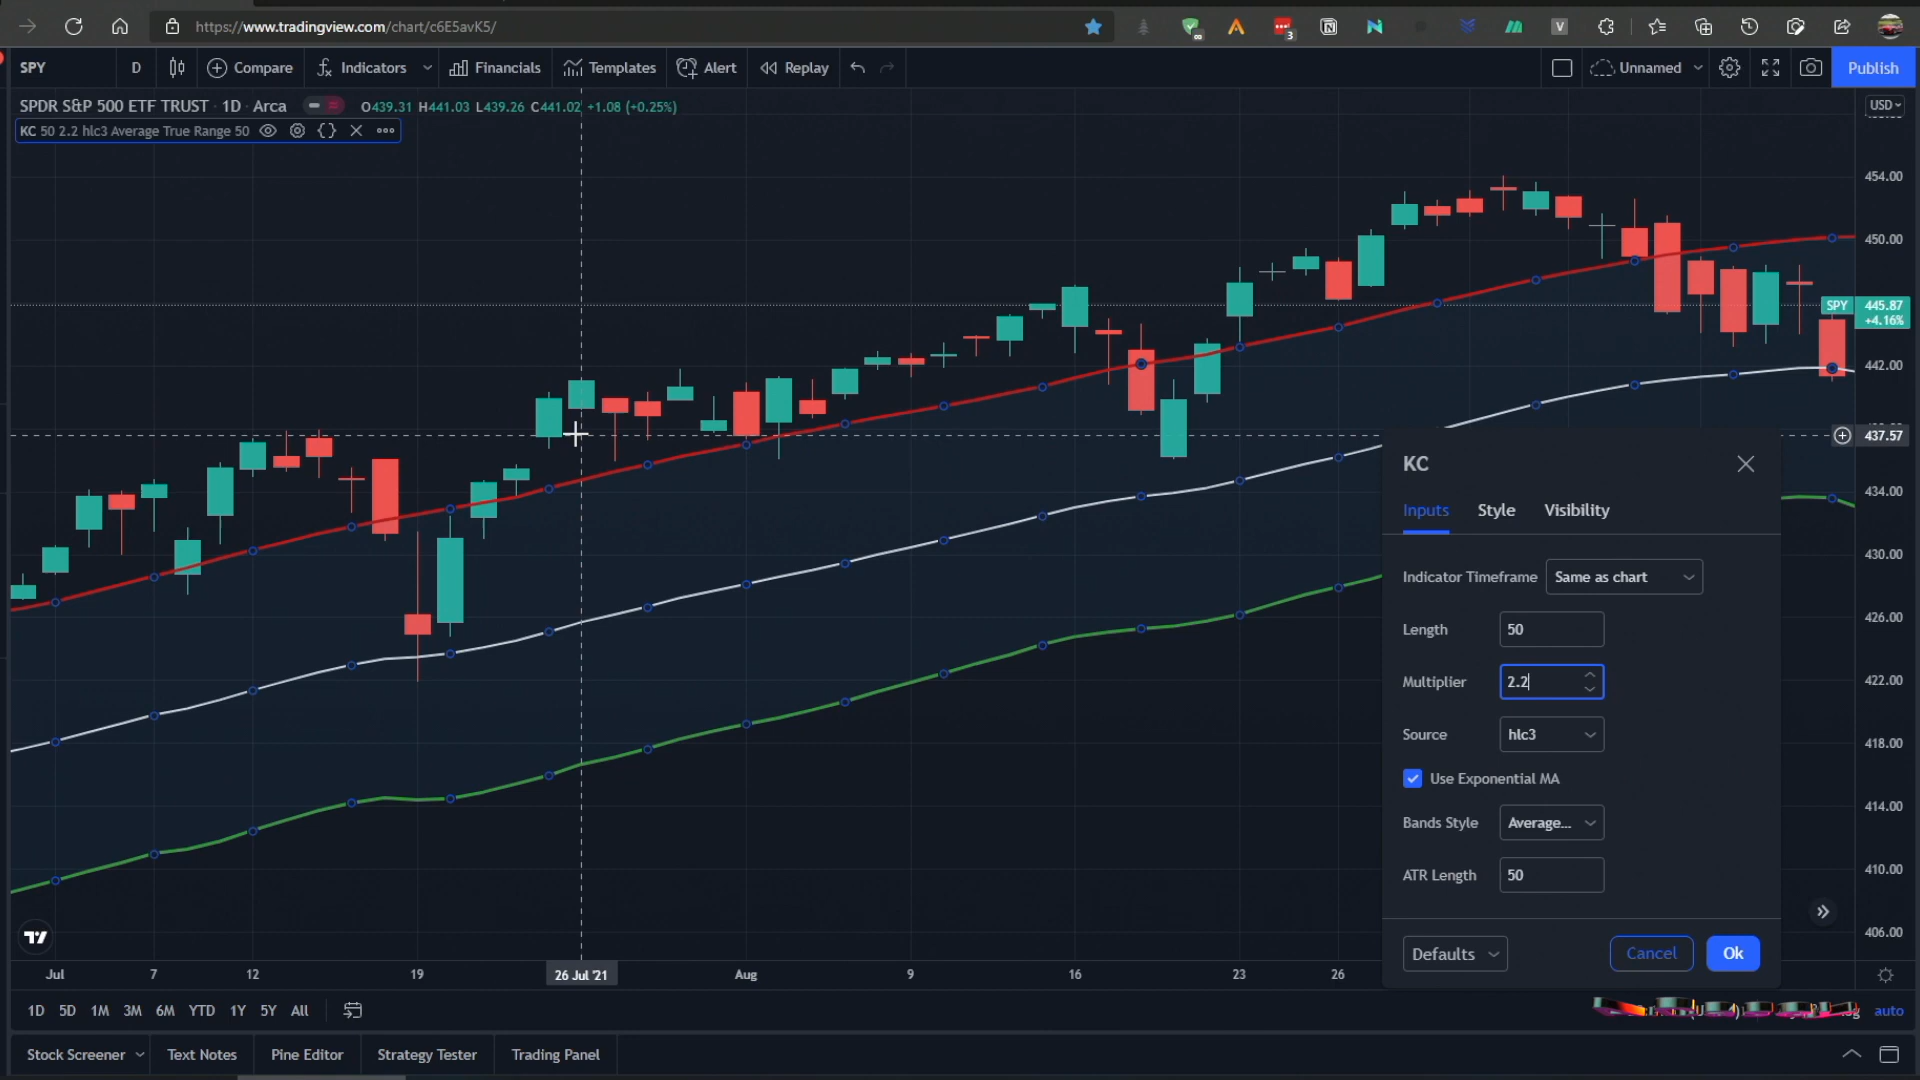 https://www.tradingview.com/chart/c6E5avK5/
3
V
SPY D Compare Indicators Financials Templates Alert Replay Unnamed Publish
SPDR S&P 500 ETF TRUST · 1D · Arca O439.31 H441.03 L439.26 C441.02 +1.08 (+0.25%) USD
KC 50 2.2 hlc3 Average True Range 50
454.00
450.00
SPY 445.87
+4.16%
442.00
437.57
434.00
430.00
426.00
422.00
418.00
414.00
410.00
406.00
KC
Inputs Style Visibility
Indicator Timeframe Same as chart
Length 50
Multiplier 2.2
Source hlc3
Use Exponential MA
Bands Style Average...
ATR Length 50
Defaults Cancel Ok
Jul 7 12 19 26 Jul '21 Aug 9 16 23 26
1D 5D 1M 3M 6M YTD 1Y 5Y All auto
Stock Screener Text Notes Pine Editor Strategy Tester Trading Panel